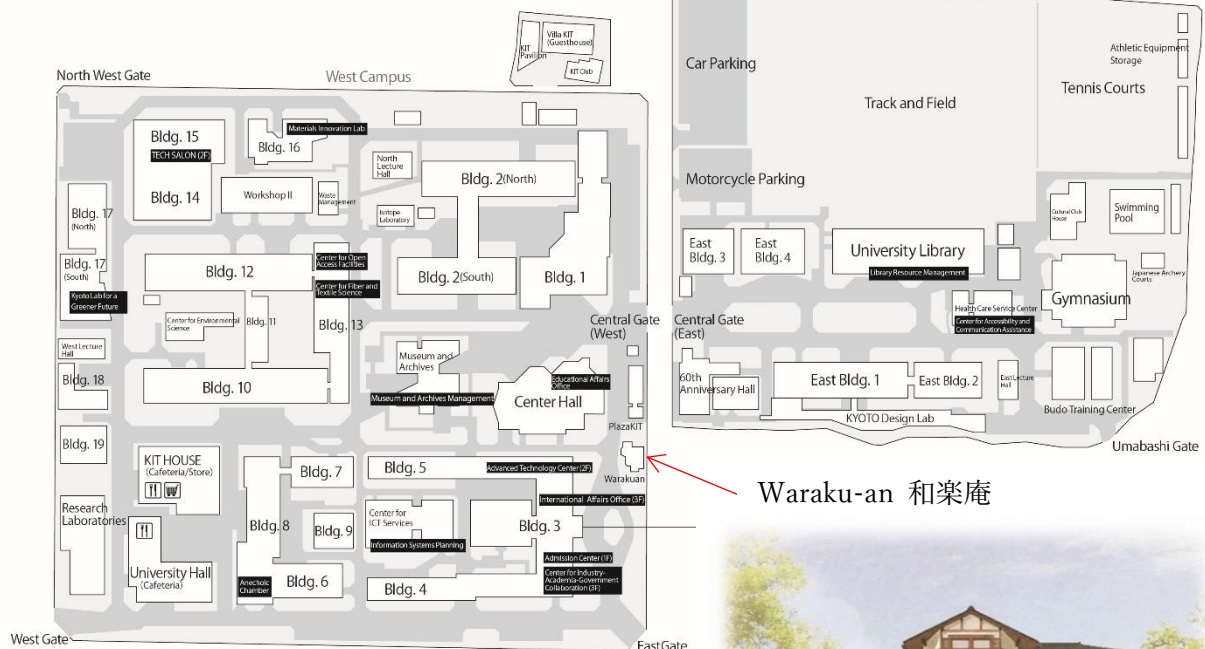 KIT
Pavilion
Villa KIT
(Guesthouse)
KIT Club
North West Gate
West Campus
Bldg. 15
TECH SALON (2F)
Bldg. 14
Materials Innovation Lab
Bldg. 16
Workshop II
Waste
Management
North
Lecture
Hall
Isotope
Laboratory
Bldg. 2(North)
Bldg. 2(South)
Bldg. 1
Bldg. 17
(North)
Bldg. 17
(South)
Kyoto Lab for a
Greener Future
Bldg. 12
Center for Open
Access Facilities
Center for Fiber and
Textile Science
Center for Environmental
Science
Bldg. 11
Bldg. 13
West Lecture
Hall
Bldg. 18
Bldg. 10
Museum and
Archives
Museum and Archives Management
Educational Affairs
Office
Center Hall
Central Gate
(West)
PlazaKIT
Warakuan
Bldg. 19
KIT HOUSE
(Cafeteria/Store)
Research
Laboratories
University Hall
(Cafeteria)
Bldg. 7
Bldg. 8
Bldg. 9
Anechoic
Chamber
Bldg. 6
Bldg. 5
Advanced Technology Center (2F)
International Affairs Office (3F)
Center for
ICT Services
Information Systems Planning
Bldg. 3
Admission Center (1F)
Center for Industry-
Academia-Government
Collaboration (3F)
Bldg. 4
West Gate
EastGate
Car Parking
Motorcycle Parking
Track and Field
Tennis Courts
Athletic Equipment
Storage
East
Bldg. 3
East
Bldg. 4
University Library
Library Resource Management
Cultural Club
House
Swimming
Pool
Japanese Archery
Courts
Gymnasium
Health Care Service Center
Center for Accessibility and
Communication Assistance
Central Gate
(East)
60th
Anniversary Hall
East Bldg. 1
East Bldg. 2
East Lecture
Hall
KYOTO Design Lab
Budo Training Center
Umabashi Gate
Waraku-an 和楽庵